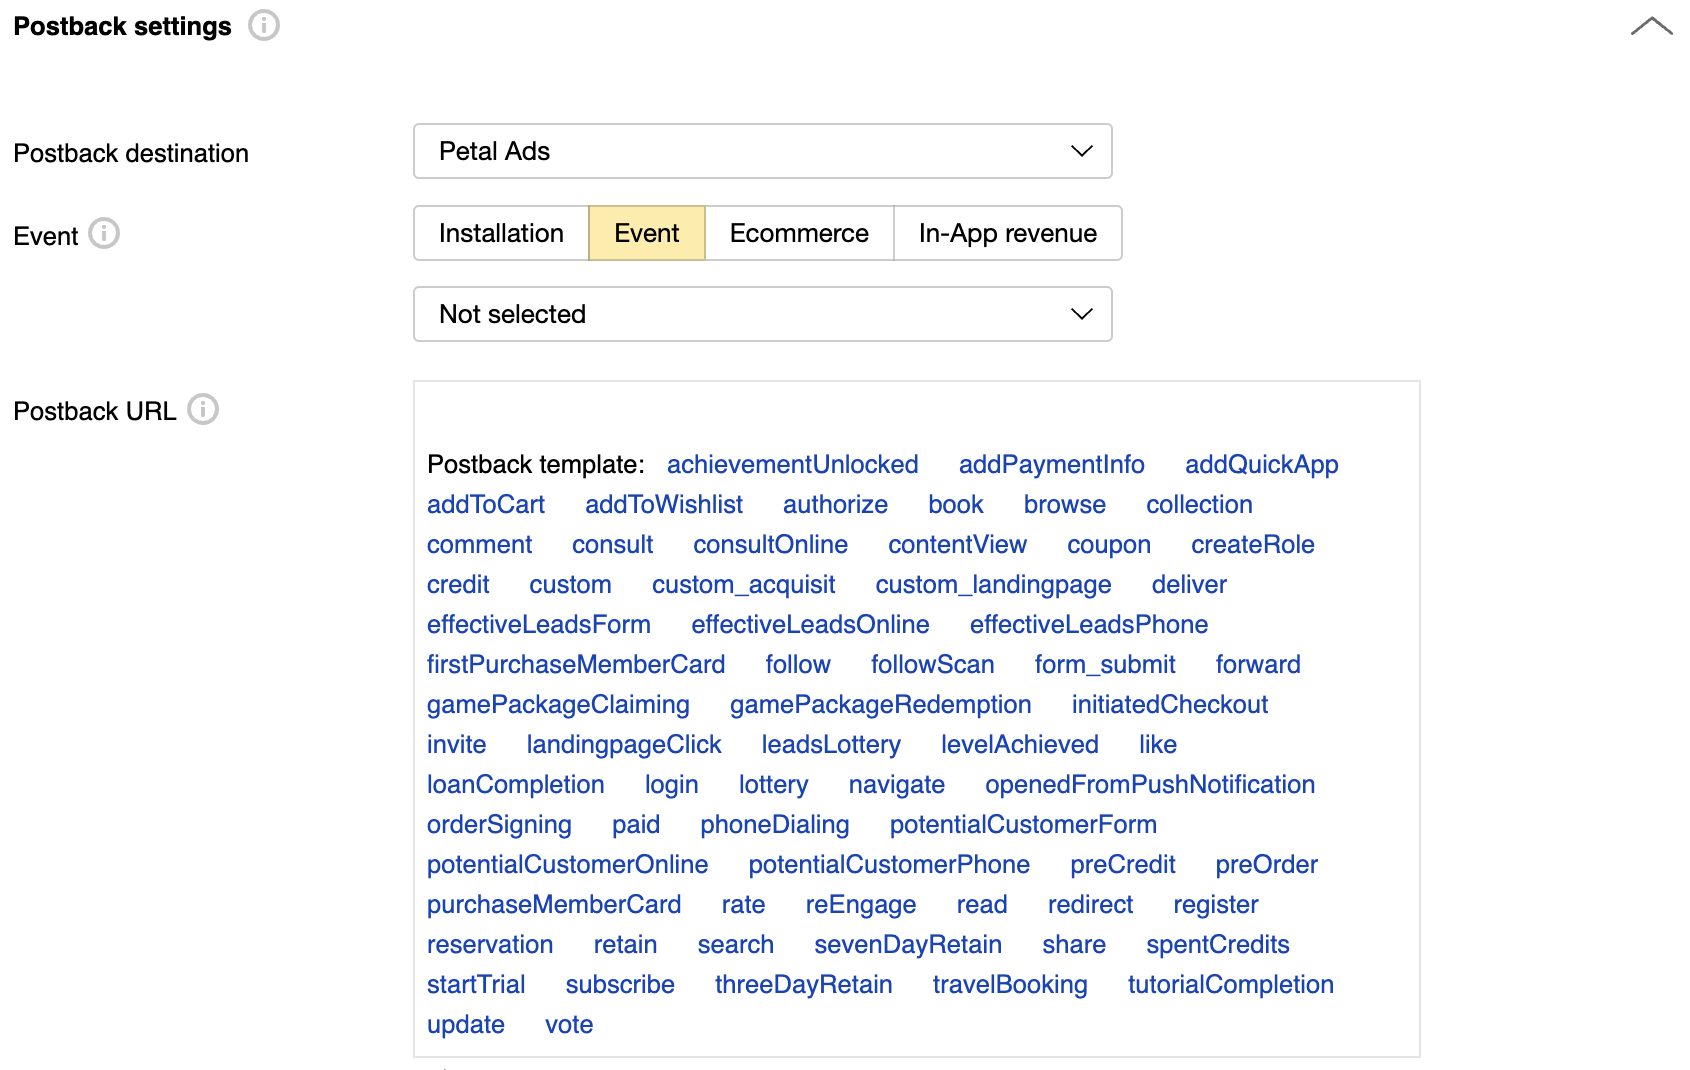 Postback settings
Postback destination
Petal Ads
Event
Installation Event Ecommerce In-App revenue
Not selected
Postback URL
Postback template: achievementUnlocked addPaymentInfo addQuickApp
addToCart addToWishlist authorize book browse collection
comment consult consultOnline contentView coupon createRole
credit custom custom_acquisit custom_landingpage deliver
effectiveLeadsForm effectiveLeadsOnline effectiveLeadsPhone
firstPurchaseMemberCard follow followScan form_submit forward
gamePackageClaiming gamePackageRedemption initiatedCheckout
invite landingpageClick leadsLottery levelAchieved like
loanCompletion login lottery navigate openedFromPushNotification
orderSigning paid phoneDialing potentialCustomerForm
potentialCustomerOnline potentialCustomerPhone preCredit preOrder
purchaseMemberCard rate reEngage read redirect register
reservation retain search sevenDayRetain share spentCredits
startTrial subscribe threeDayRetain travelBooking tutorialCompletion
update vote